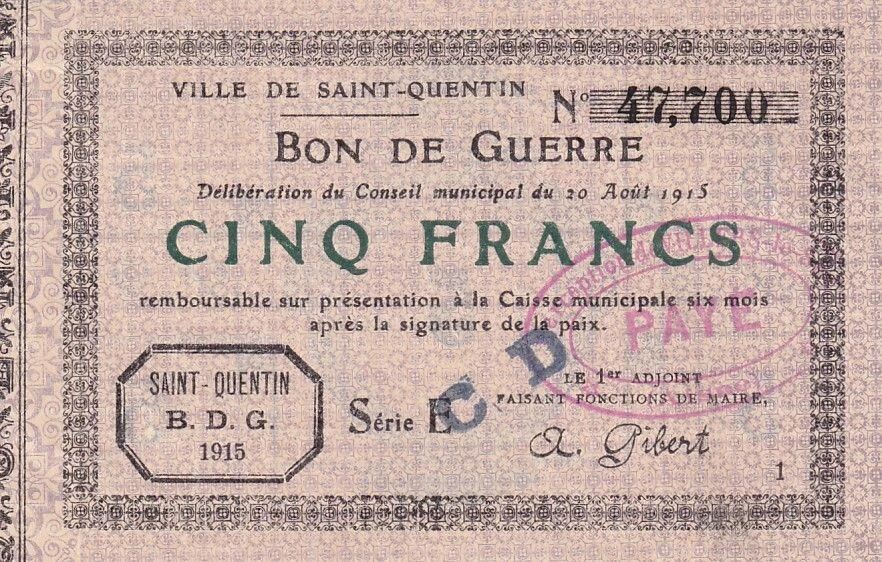 VILLE DE SAINT-QUENTIN
Nº 47,700
BON DE GUERRE
Délibération du Conseil municipal du 20 Août 1915
CINQ FRANCS
remboursable sur présentation à la Caisse municipale six mois
après la signature de la paix.
PAYÉ
C D
SAINT-QUENTIN
B. D. G.
1915
Série E
LE 1er ADJOINT
FAISANT FONCTIONS DE MAIRE,
A. Gibert
1